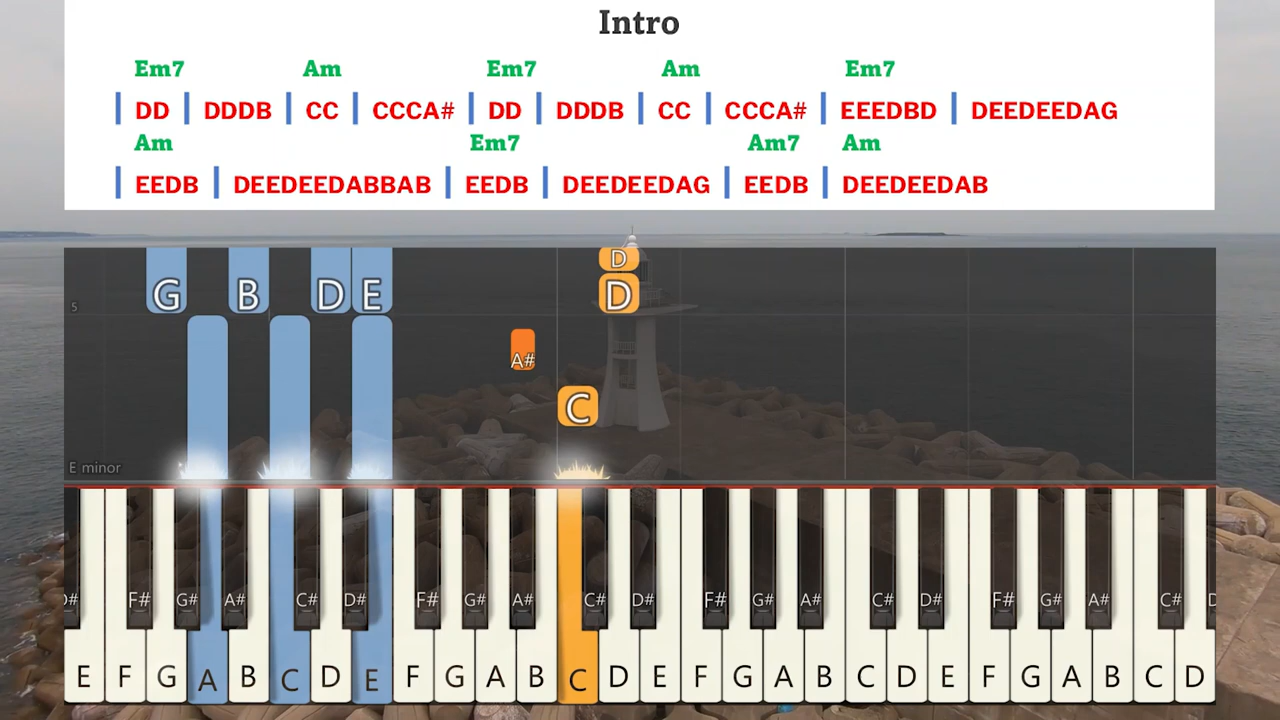 Intro
Em7 Am Em7 Am Em7
| DD | DDDB | CC | CCCA# | DD | DDDB | CC | CCCA# | EEEDBD | DEEDEEDAG
Am Em7 Am7 Am
| EEDB | DEEDEEDABBAB | EEDB | DEEDEEDAG | EEDB | DEEDEEDAB
D
G B D E D
5
A#
C
E minor
D# F# G# A# C# D# F# G# A# C# D# F# G# A# C# D# F# G# A# C# D
E F G A B C D E F G A B C D E F G A B C D E F G A B C D